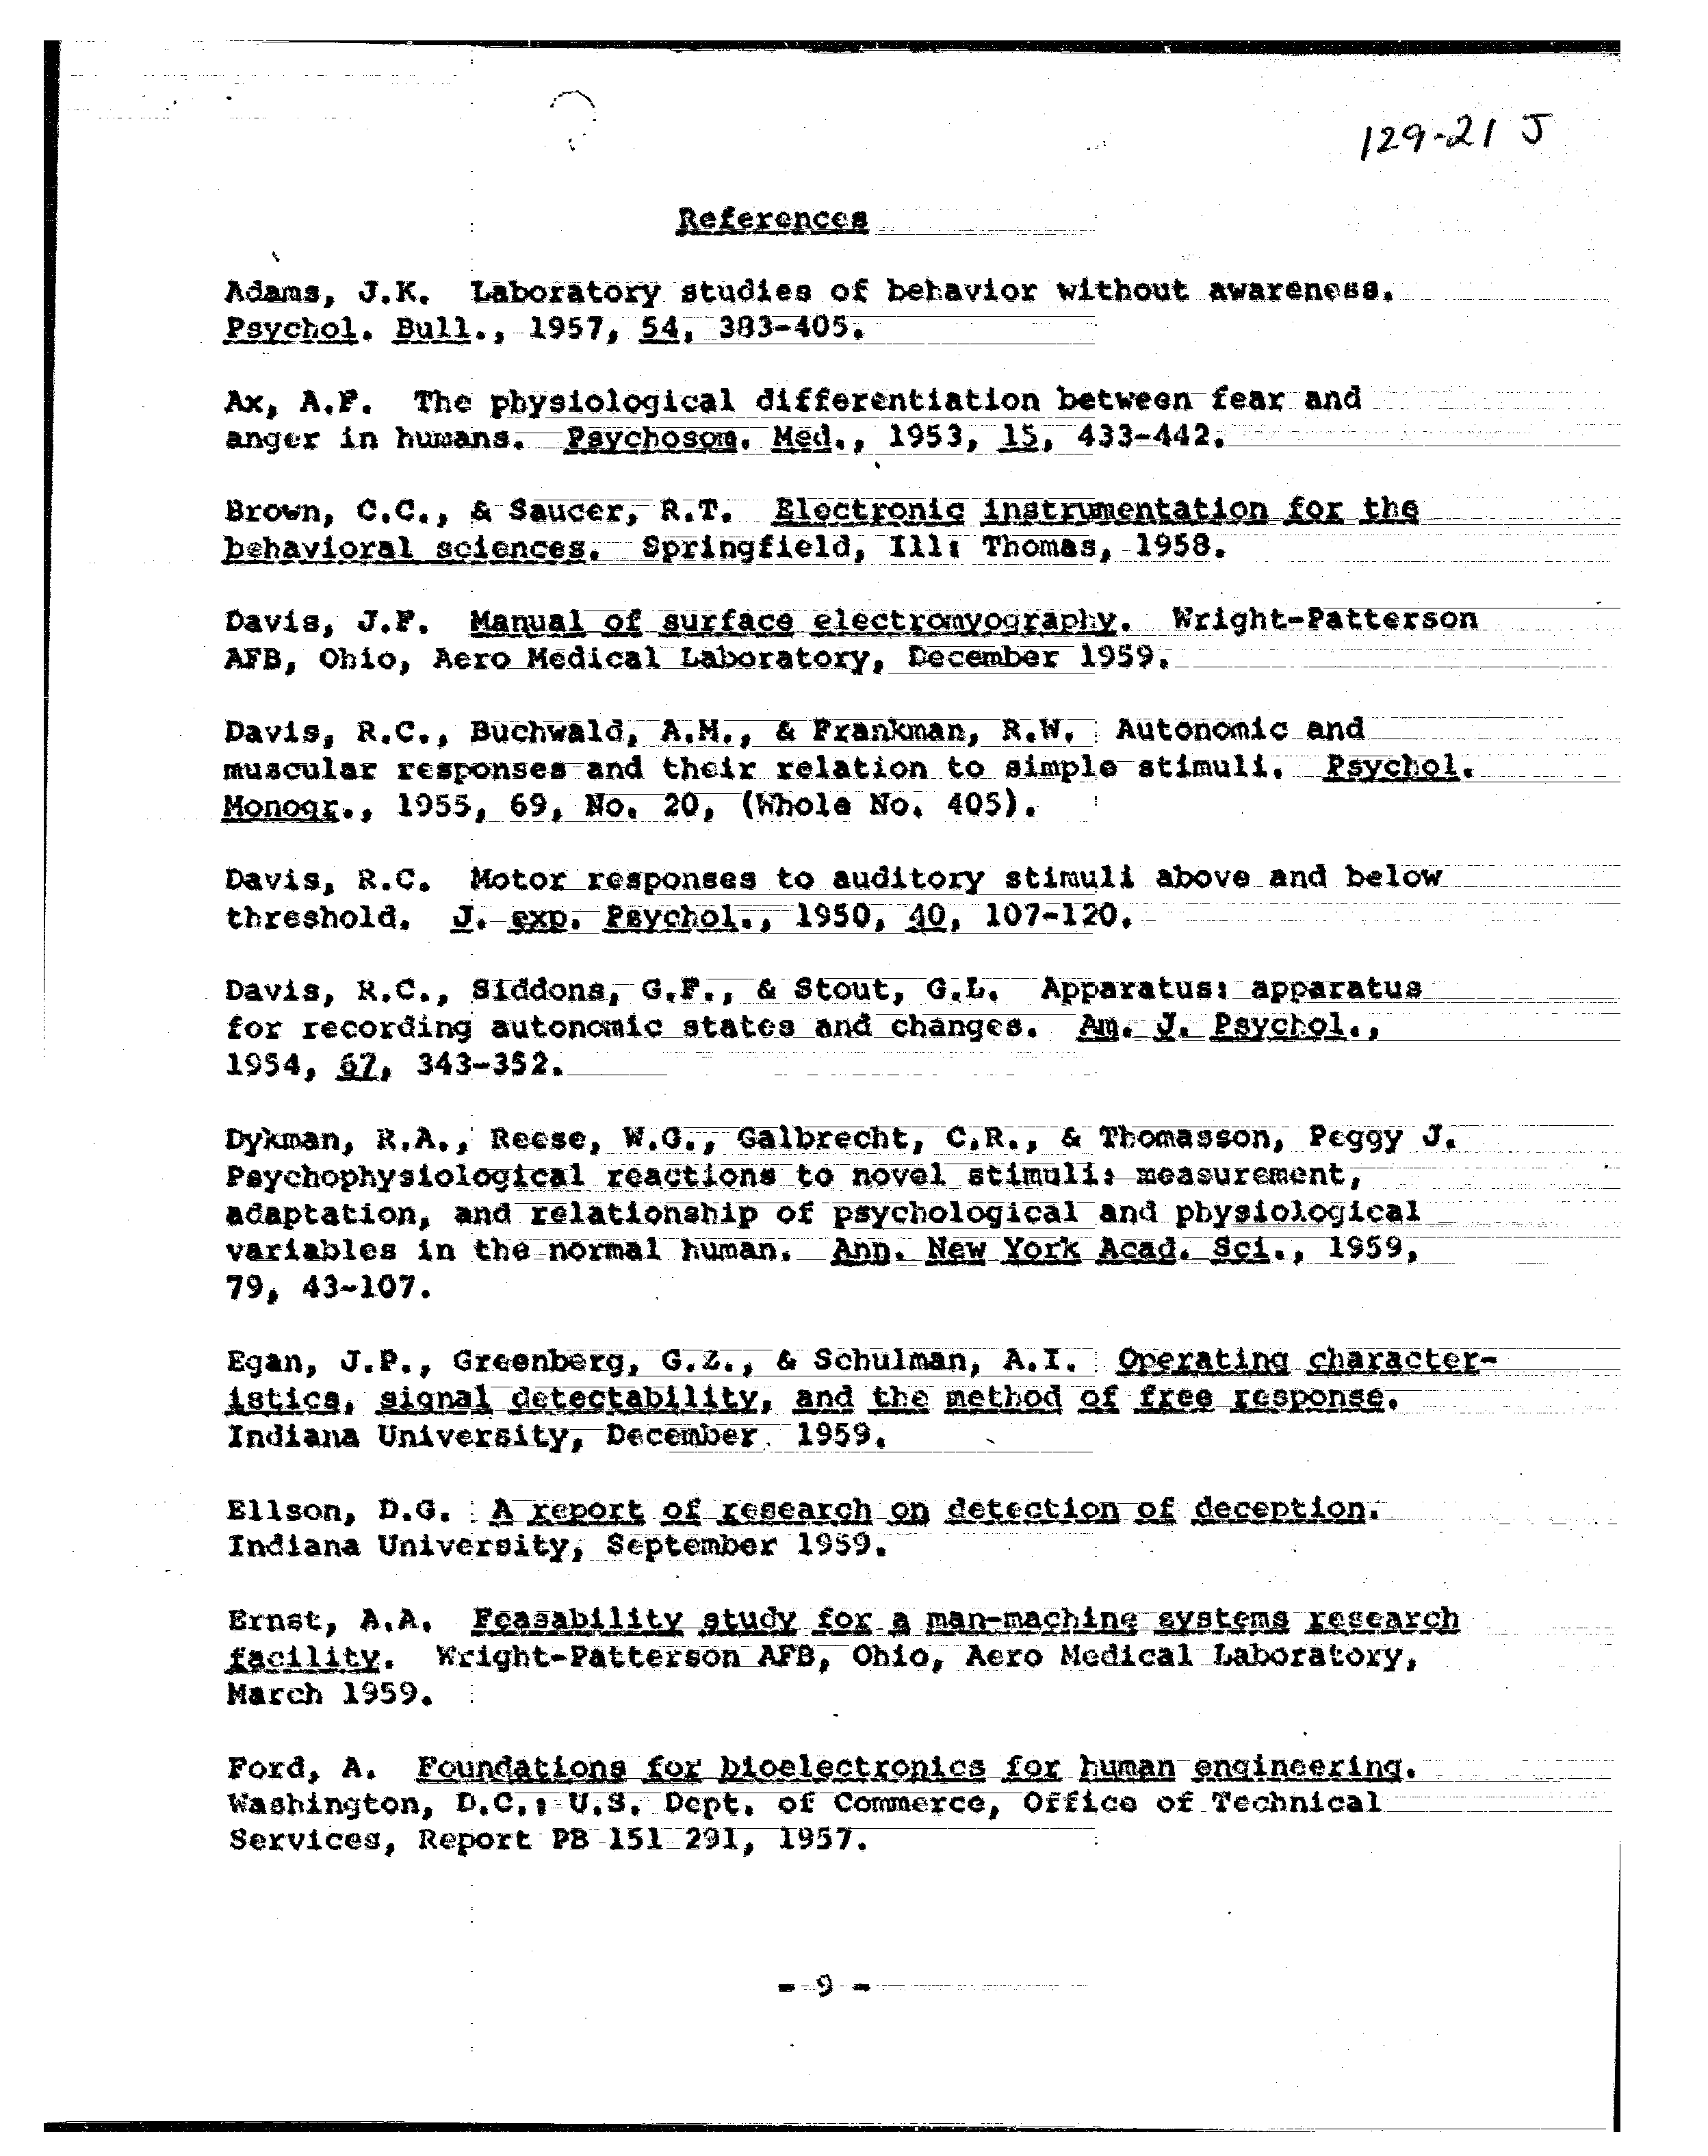 129-21 J
References
Adams, J.K. Laboratory studies of behavior without awareness.
Psychol. Bull., 1957, 54, 383-405.
Ax, A.F. The physiological differentiation between fear and
anger in humans. Psychosom. Med., 1953, 15, 433-442.
Brown, C.C., & Saucer, R.T. Electronic instrumentation for the
behavioral sciences. Springfield, Ill: Thomas, 1958.
Davis, J.F. Manual of surface electromyography. Wright-Patterson
AFB, Ohio, Aero Medical Laboratory, December 1959.
Davis, R.C., Buchwald, A.M., & Frankman, R.W. Autonomic and
muscular responses and their relation to simple stimuli. Psychol.
Monogr., 1955, 69, No. 20, (Whole No. 405).
Davis, R.C. Motor responses to auditory stimuli above and below
threshold. J. exp. Psychol., 1950, 40, 107-120.
Davis, R.C., Siddons, G.F., & Stout, G.L. Apparatus: apparatus
for recording autonomic states and changes. Am. J. Psychol.,
1954, 67, 343-352.
Dykman, R.A., Reese, W.G., Galbrecht, C.R., & Thomasson, Peggy J.
Psychophysiological reactions to novel stimuli: measurement,
adaptation, and relationship of psychological and physiological
variables in the normal human. Ann. New York Acad. Sci., 1959,
79, 43-107.
Egan, J.P., Greenberg, G.Z., & Schulman, A.I. Operating character-
istics, signal detectability, and the method of free response.
Indiana University, December 1959.
Ellson, D.G. A report of research on detection of deception.
Indiana University, September 1959.
Ernst, A.A. Feasability study for a man-machine systems research
facility. Wright-Patterson AFB, Ohio, Aero Medical Laboratory,
March 1959.
Ford, A. Foundations for bioelectronics for human engineering.
Washington, D.C.: U.S. Dept. of Commerce, Office of Technical
Services, Report PB 151 291, 1957.
- 9 -